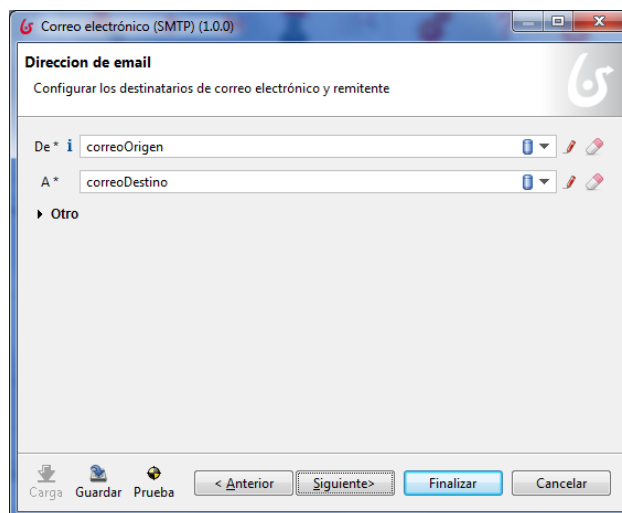 Correo electrónico (SMTP) (1.0.0)
Direccion de email
Configurar los destinatarios de correo electrónico y remitente
De * i correoOrigen
A * correoDestino
Otro
Carga Guardar Prueba < Anterior Siguiente> Finalizar Cancelar